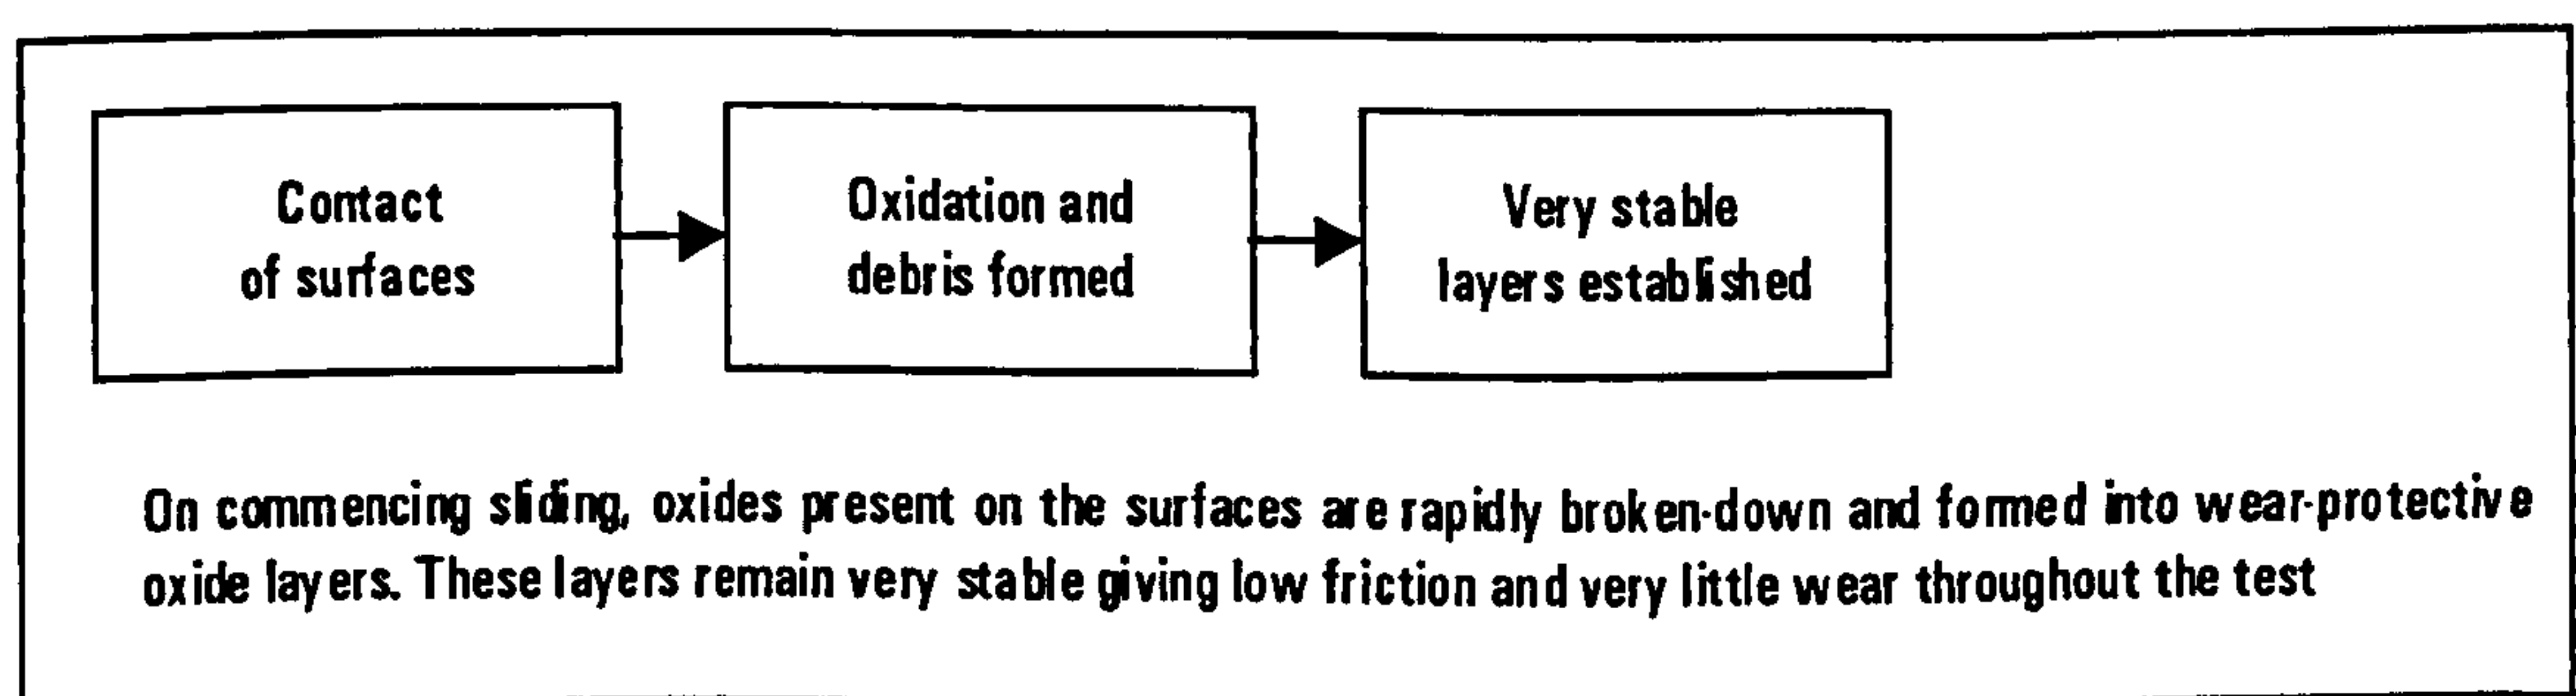 Contact
of surfaces
Oxidation and
debris formed
Very stable
layers established
On commencing sliding, oxides present on the surfaces are rapidly broken-down and formed into wear-protective
oxide layers. These layers remain very stable giving low friction and very little wear throughout the test